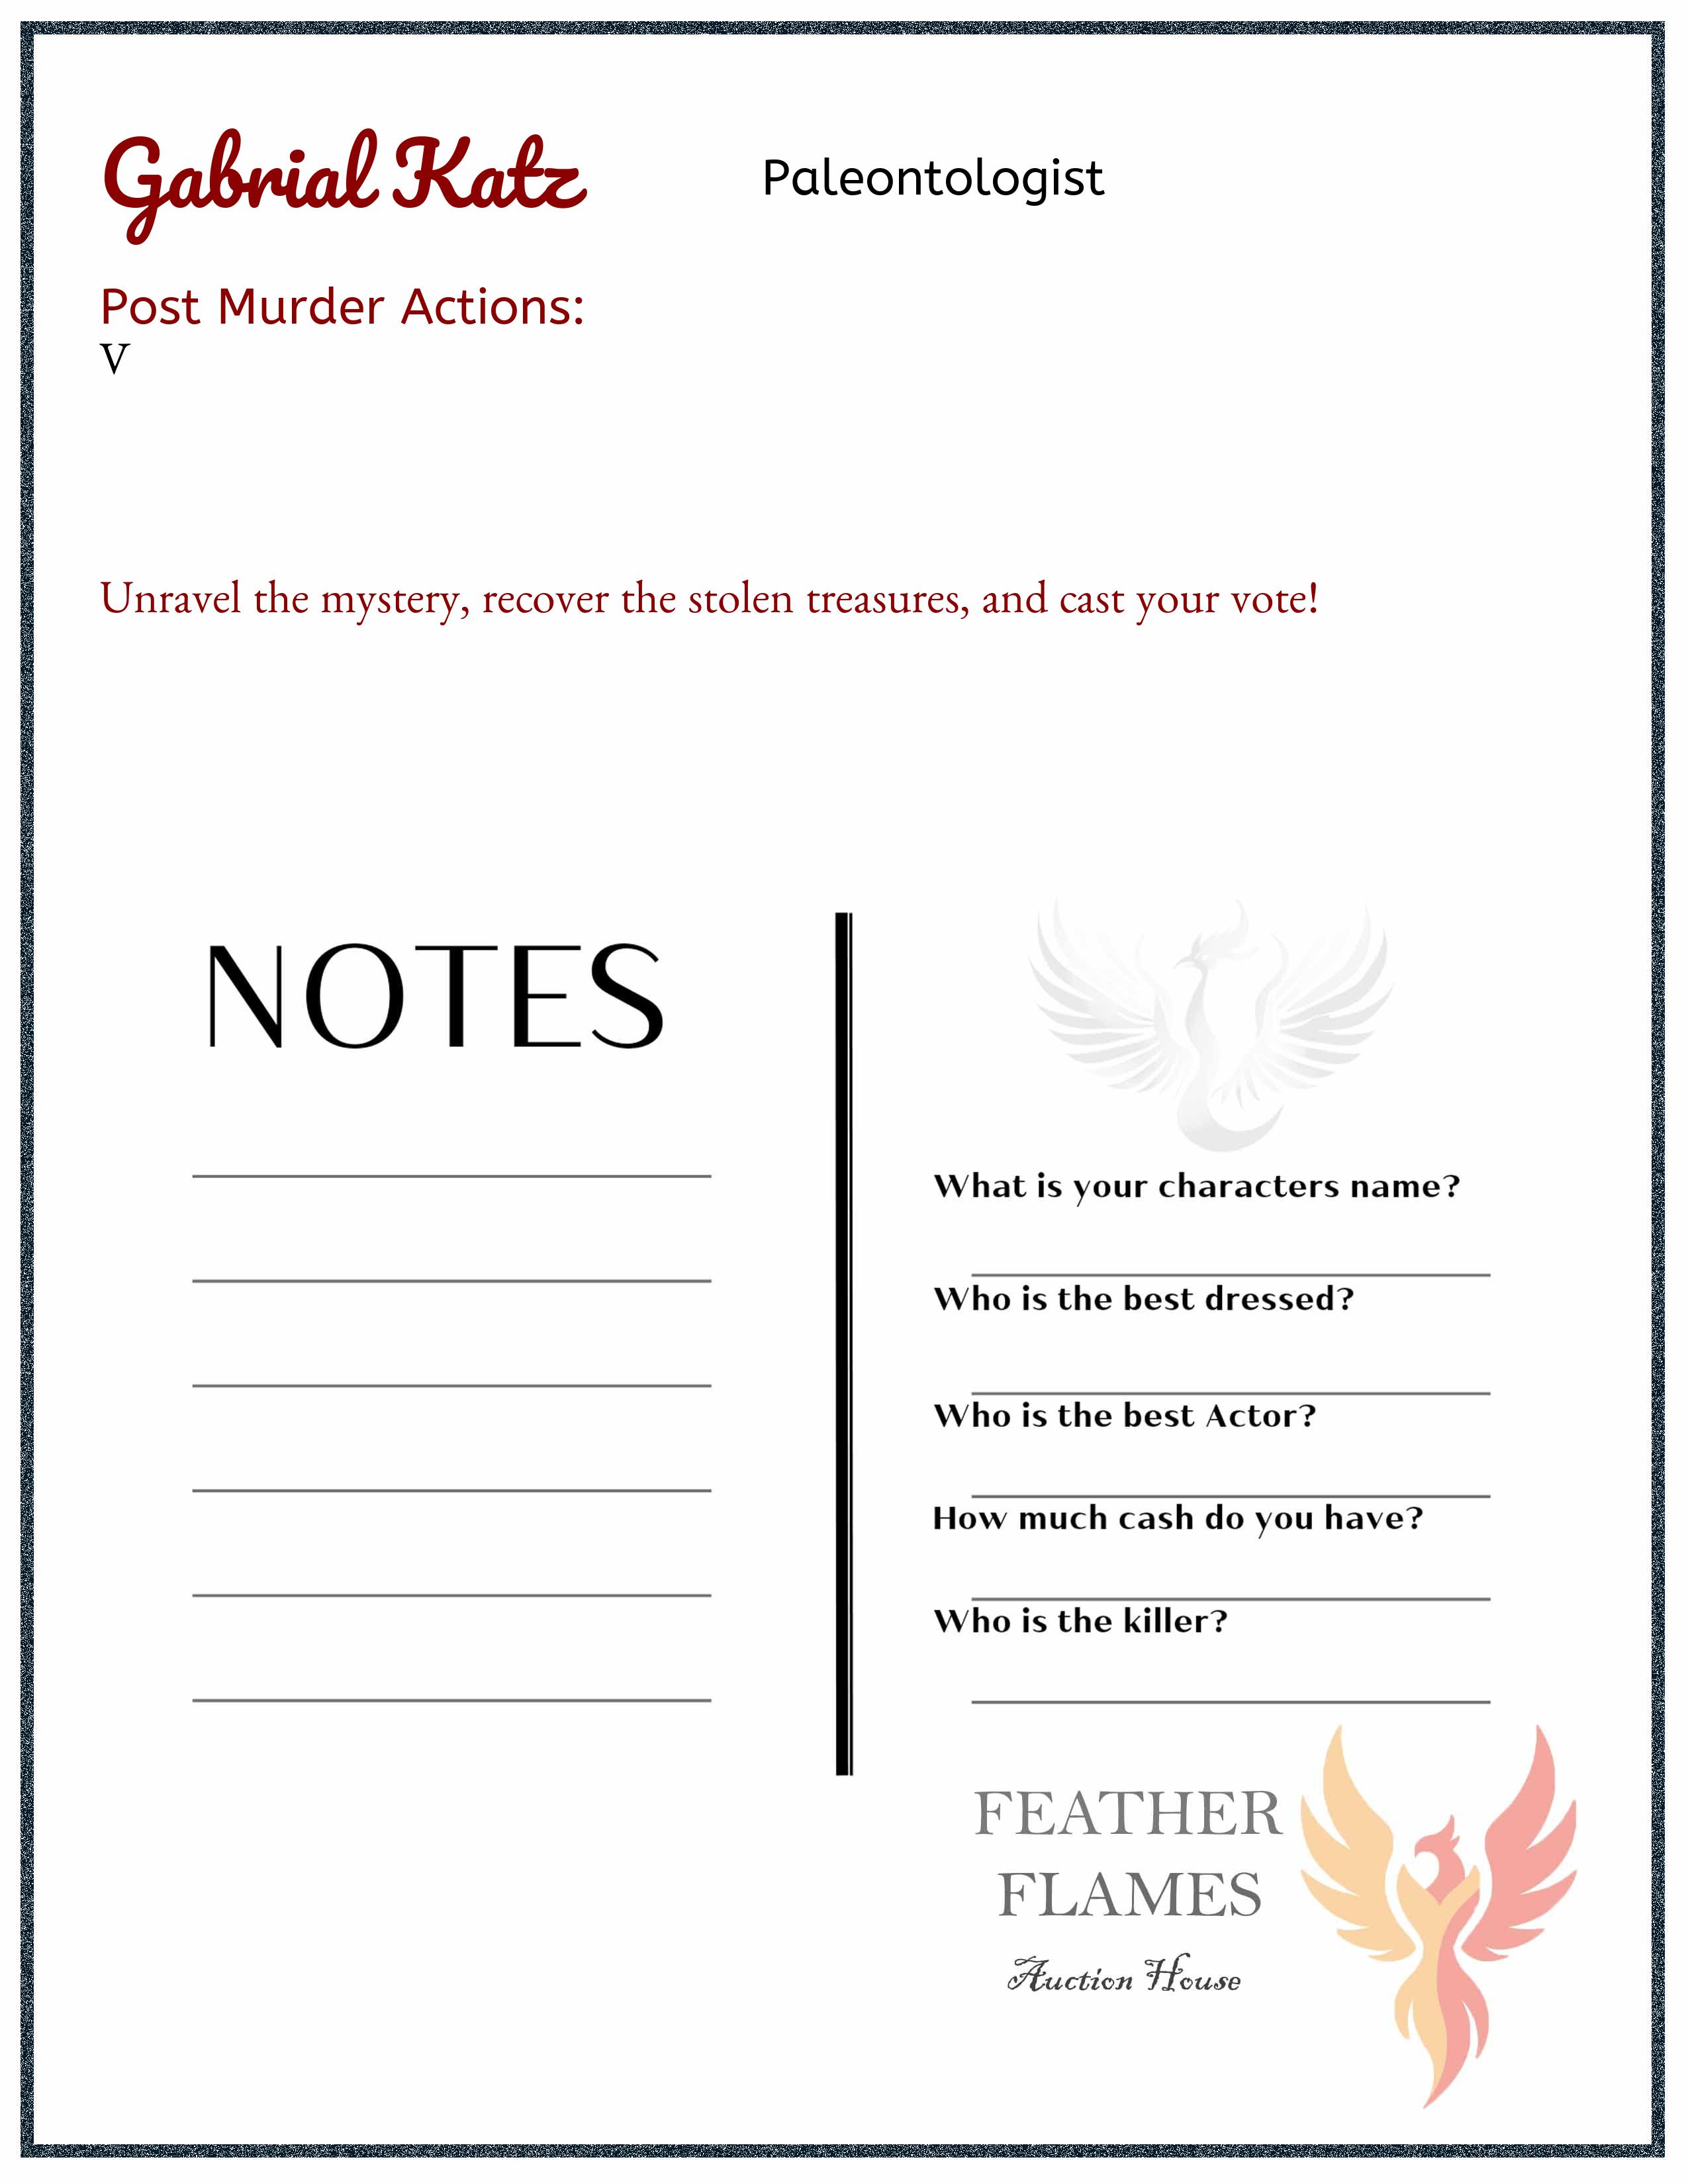 Gabrial Katz
Paleontologist
Post Murder Actions:
V
Unravel the mystery, recover the stolen treasures, and cast your vote!
NOTES
What is your characters name?
Who is the best dressed?
Who is the best Actor?
How much cash do you have?
Who is the killer?
FEATHER
FLAMES
Auction House